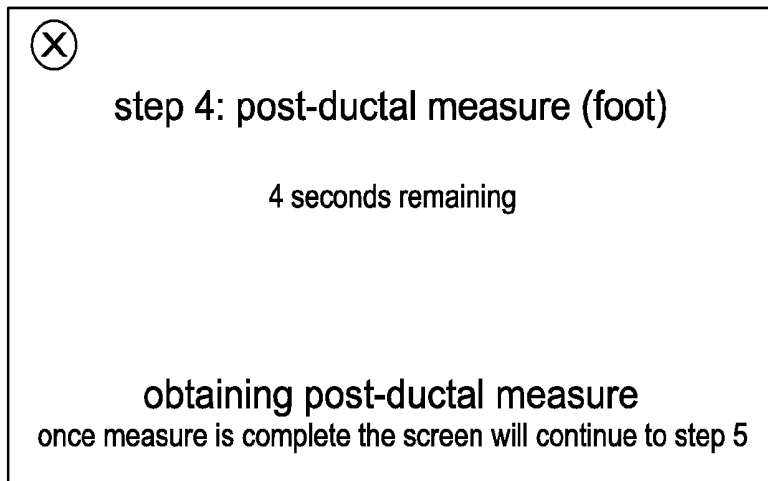 X
step 4: post-ductal measure (foot)
4 seconds remaining
obtaining post-ductal measure
once measure is complete the screen will continue to step 5